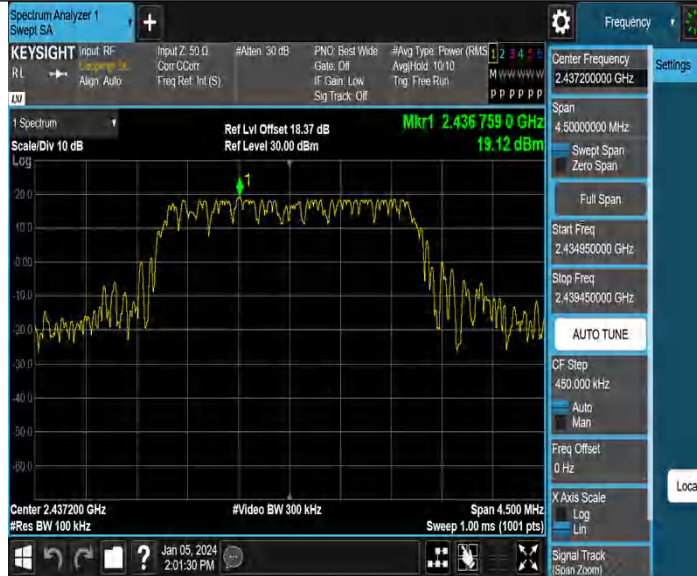 Spectrum Analyzer 1
Swept SA
+
Frequency
KEYSIGHT
RL
Input: RF
Align: Auto
Input Z: 50 Ω
Corr CCorr
Freq Ref: Int (S)
#Atten: 30 dB
PNO: Best Wide
Gate: Off
IF Gain: Low
Sig Track: Off
#Avg Type: Power (RMS
Avg|Hold: 10/10
Trig: Free Run
1 2 3 4 5 6
M W W W W W
P P P P P P
Center Frequency
2.437200000 GHz
Settings
Span
4.50000000 MHz
Swept Span
Zero Span
Full Span
Start Freq
2.434950000 GHz
Stop Freq
2.439450000 GHz
AUTO TUNE
CF Step
450.000 kHz
Auto
Man
Freq Offset
0 Hz
X Axis Scale
Log
Lin
Signal Track
(Span Zoom)
Loca
1 Spectrum
Scale/Div 10 dB
Ref Lvl Offset 18.37 dB
Ref Level 30.00 dBm
Mkr1 2.436 759 0 GHz
19.12 dBm
Log
1
20.0
10.0
0.00
-10.0
-20.0
-30.0
-40.0
-50.0
-60.0
Center 2.437200 GHz
#Res BW 100 kHz
#Video BW 300 kHz
Span 4.500 MHz
Sweep 1.00 ms (1001 pts)
?
Jan 05, 2024
2:01:30 PM